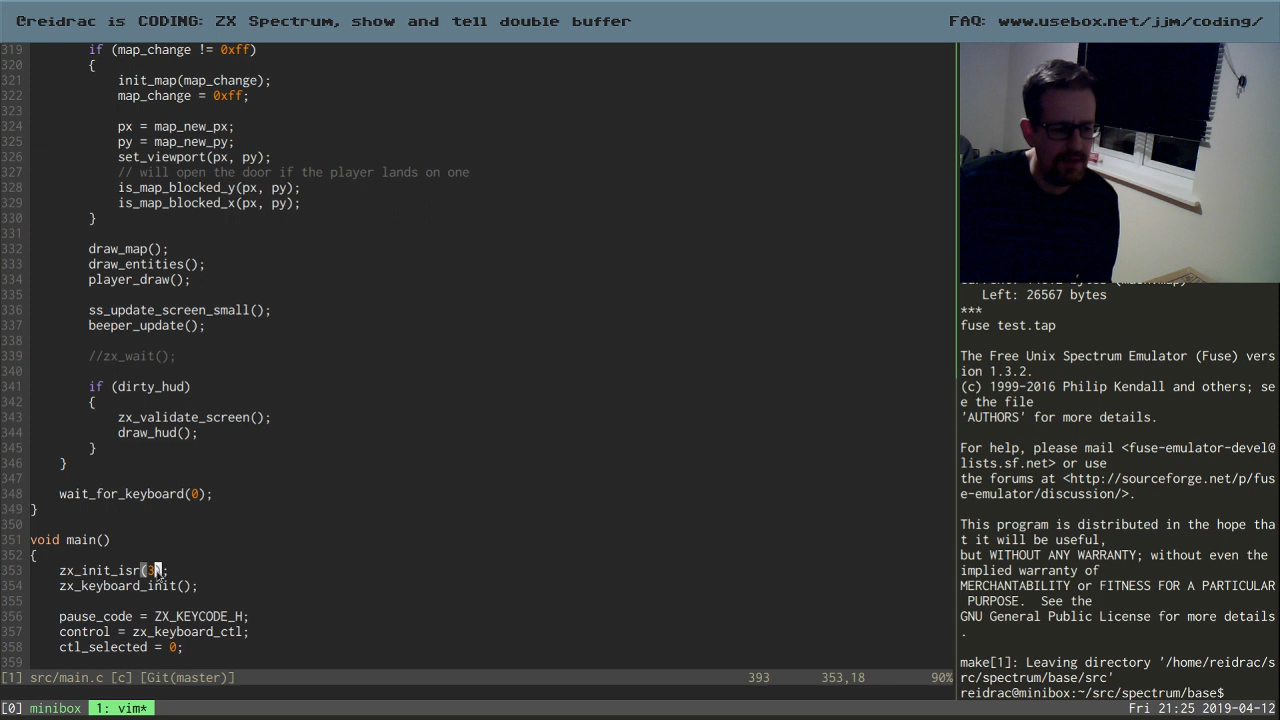 @reidrac is CODING: ZX Spectrum, show and tell double buffer
FAQ: www.usebox.net/jjm/coding/
319 if (map_change != 0xff)
320 {
321 init_map(map_change);
322 map_change = 0xff;
323
324 px = map_new_px;
325 py = map_new_py;
326 set_viewport(px, py);
327 // will open the door if the player lands on one
328 is_map_blocked_y(px, py);
329 is_map_blocked_x(px, py);
330 }
331
332 draw_map();
333 draw_entities();
334 player_draw();
335
336 ss_update_screen_small();
337 beeper_update();
338
339 //zx_wait();
340
341 if (dirty_hud)
342 {
343 zx_validate_screen();
344 draw_hud();
345 }
346 }
347
348 wait_for_keyboard(0);
349 }
350
351 void main()
352 {
353 zx_init_isr(3);
354 zx_keyboard_init();
355
356 pause_code = ZX_KEYCODE_H;
357 control = zx_keyboard_ctl;
358 ctl_selected = 0;
359
[1] src/main.c [c] [Git(master)] 393 353,18 90%
Left: 26567 bytes
***
fuse test.tap
The Free Unix Spectrum Emulator (Fuse) vers
ion 1.3.2.
(c) 1999-2016 Philip Kendall and others; se
e the file
'AUTHORS' for more details.
For help, please mail <fuse-emulator-devel@
lists.sf.net> or use
the forums at <http://sourceforge.net/p/fus
e-emulator/discussion/>.
This program is distributed in the hope tha
t it will be useful,
but WITHOUT ANY WARRANTY; without even the
implied warranty of
MERCHANTABILITY or FITNESS FOR A PARTICULAR
PURPOSE. See the
GNU General Public License for more details
.
make[1]: Leaving directory '/home/reidrac/s
rc/spectrum/base/src'
reidrac@minibox:~/src/spectrum/base$
[0] minibox 1: vim* Fri 21:25 2019-04-12